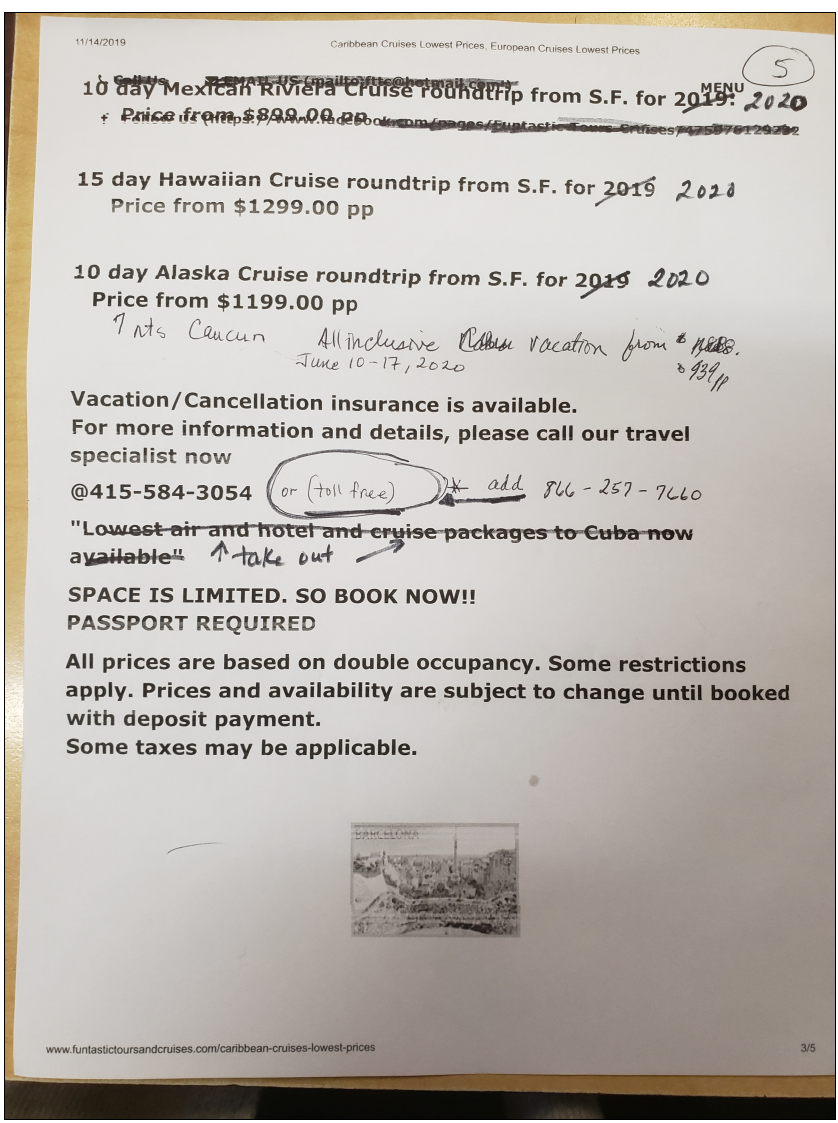 11/14/2019 Caribbean Cruises Lowest Prices, European Cruises Lowest Prices
5
Call Us EMAIL US (mailto:fttc@hotmail.com) MENU
10 day Mexican Riviera Cruise roundtrip from S.F. for 2019: 2020
Price from $899.00 pp
Follow Us (https://www.facebook.com/pages/Funtastic-Tours-Cruises/
15 day Hawaiian Cruise roundtrip from S.F. for 2019 2020
Price from $1299.00 pp
10 day Alaska Cruise roundtrip from S.F. for 2019 2020
Price from $1199.00 pp
7 nts Cancun All inclusive vacation from $
June 10-17, 2020
$939pp
Vacation/Cancellation insurance is available.
For more information and details, please call our travel
specialist now
@415-584-3054 or (toll free) * add 866-257-7660
"Lowest air and hotel and cruise packages to Cuba now
available" ↑ take out
SPACE IS LIMITED. SO BOOK NOW!!
PASSPORT REQUIRED
All prices are based on double occupancy. Some restrictions
apply. Prices and availability are subject to change until booked
with deposit payment.
Some taxes may be applicable.
BARCELONA
www.funtastictoursandcruises.com/caribbean-cruises-lowest-prices 3/5